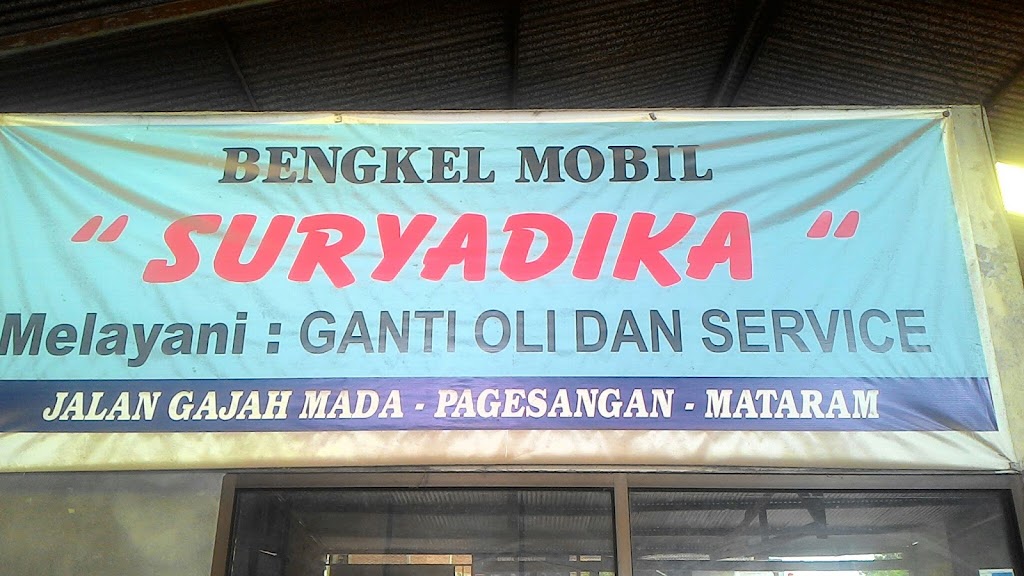 BENGKEL MOBIL
“ SURYADIKA “
Melayani : GANTI OLI DAN SERVICE
JALAN GAJAH MADA - PAGESANGAN - MATARAM